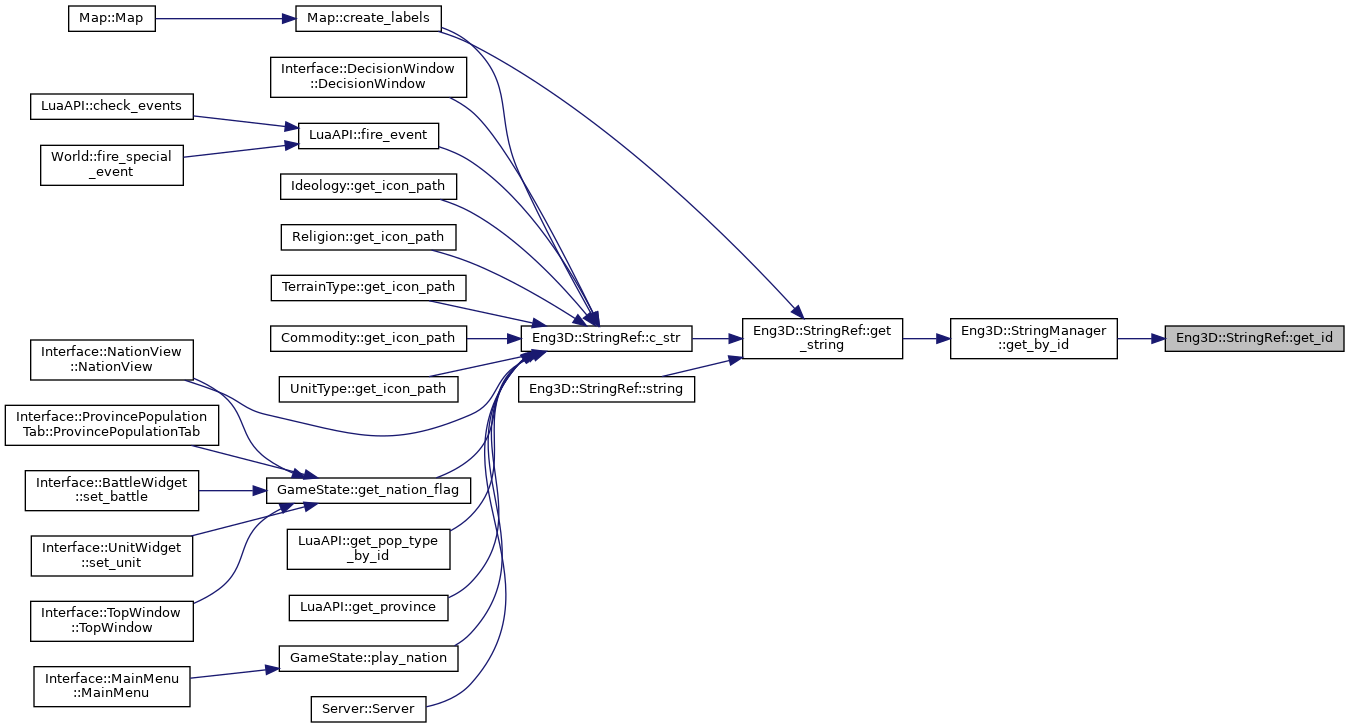 Map::Map
Map::create_labels
Interface::DecisionWindow
::DecisionWindow
LuaAPI::check_events
LuaAPI::fire_event
World::fire_special
_event
Ideology::get_icon_path
Religion::get_icon_path
TerrainType::get_icon_path
Commodity::get_icon_path
Eng3D::StringRef::c_str
Eng3D::StringRef::get
_string
Eng3D::StringManager
::get_by_id
Eng3D::StringRef::get_id
Interface::NationView
::NationView
UnitType::get_icon_path
Eng3D::StringRef::string
Interface::ProvincePopulation
Tab::ProvincePopulationTab
Interface::BattleWidget
::set_battle
GameState::get_nation_flag
Interface::UnitWidget
::set_unit
LuaAPI::get_pop_type
_by_id
Interface::TopWindow
::TopWindow
LuaAPI::get_province
GameState::play_nation
Interface::MainMenu
::MainMenu
Server::Server